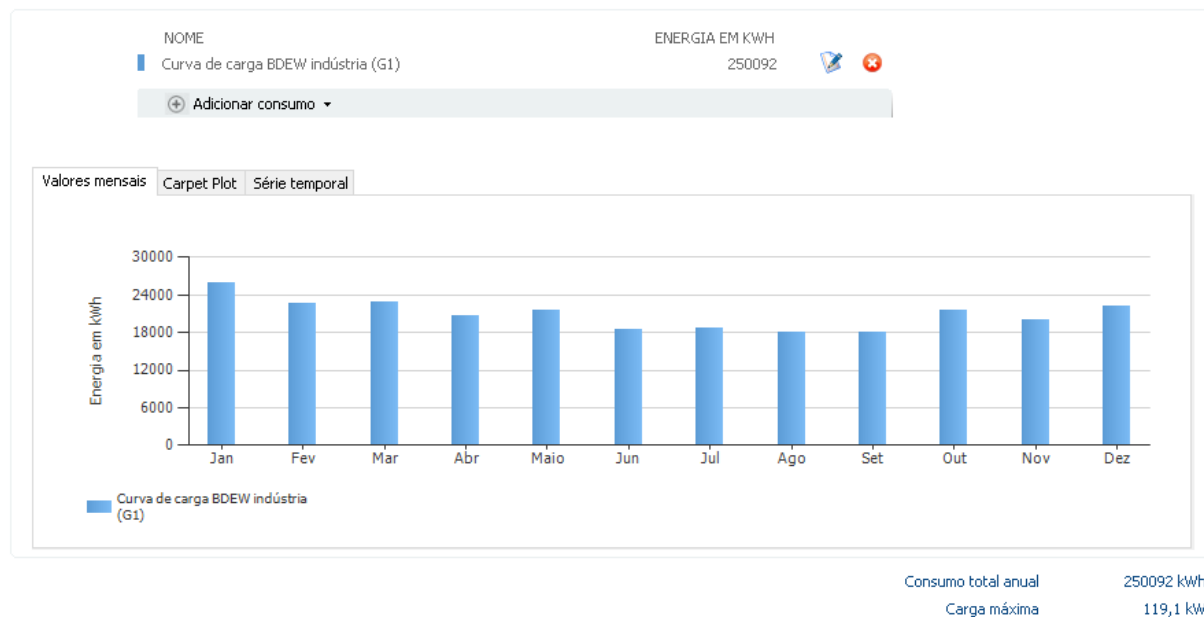 NOME ENERGIA EM KWH
Curva de carga BDEW indústria (G1) 250092
Adicionar consumo
Valores mensais Carpet Plot Série temporal
30000
24000
18000
12000
6000
0
Energia em kWh
Jan Fev Mar Abr Maio Jun Jul Ago Set Out Nov Dez
Curva de carga BDEW indústria
(G1)
Consumo total anual 250092 kWh
Carga máxima 119,1 kW